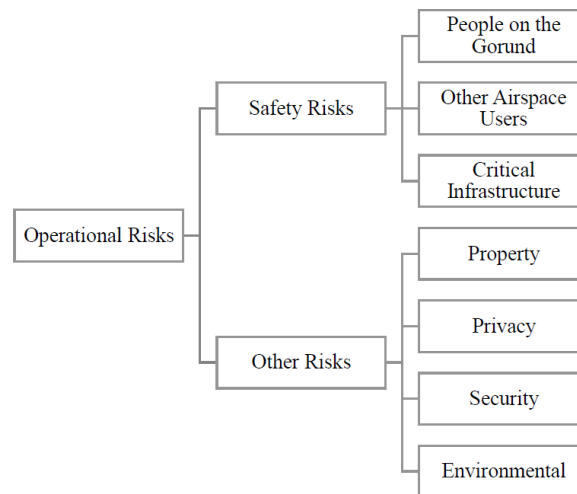 People on the
Gorund
Safety Risks
Other Airspace
Users
Critical
Infrastructure
Operational Risks
Property
Privacy
Other Risks
Security
Environmental